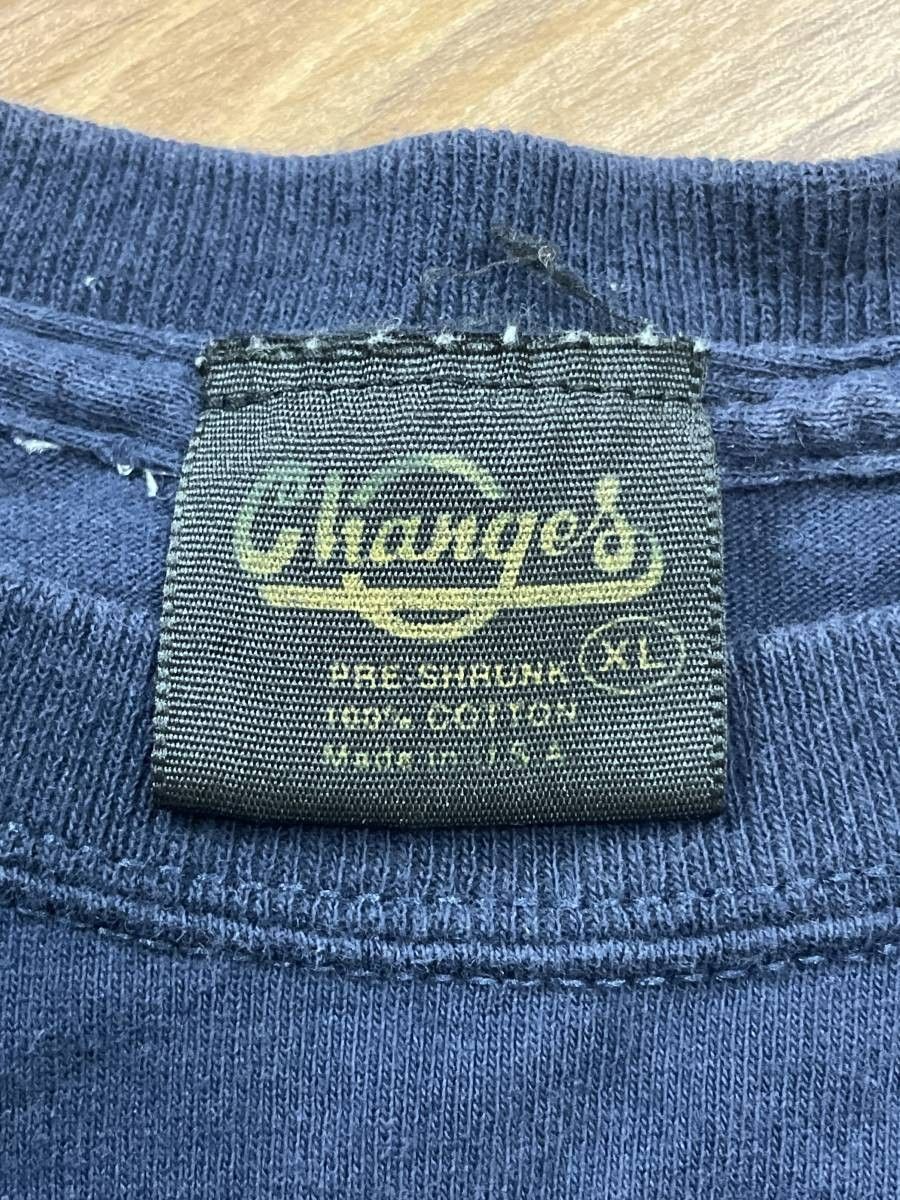 Changes
XL
PRE SHRUNK
100% COTTON
Made in U.S.A